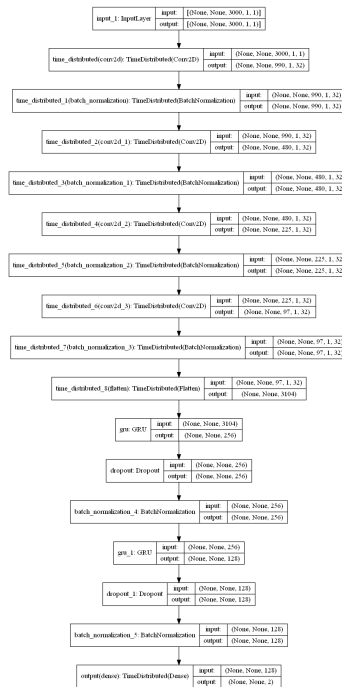 input_1: InputLayer input: [(None, None, 3000, 1, 1)]
output: [(None, None, 3000, 1, 1)]
time_distributed(conv2d): TimeDistributed(Conv2D) input: (None, None, 3000, 1, 1)
output: (None, None, 990, 1, 32)
time_distributed_1(batch_normalization): TimeDistributed(BatchNormalization) input: (None, None, 990, 1, 32)
output: (None, None, 990, 1, 32)
time_distributed_2(conv2d_1): TimeDistributed(Conv2D) input: (None, None, 990, 1, 32)
output: (None, None, 480, 1, 32)
time_distributed_3(batch_normalization_1): TimeDistributed(BatchNormalization) input: (None, None, 480, 1, 32
output: (None, None, 480, 1, 32
time_distributed_4(conv2d_2): TimeDistributed(Conv2D) input: (None, None, 480, 1, 32)
output: (None, None, 225, 1, 32)
time_distributed_5(batch_normalization_2): TimeDistributed(BatchNormalization) input: (None, None, 225, 1, 32
output: (None, None, 225, 1, 32
time_distributed_6(conv2d_3): TimeDistributed(Conv2D) input: (None, None, 225, 1, 32)
output: (None, None, 97, 1, 32)
time_distributed_7(batch_normalization_3): TimeDistributed(BatchNormalization) input: (None, None, 97, 1, 32)
output: (None, None, 97, 1, 32)
time_distributed_8(flatten): TimeDistributed(Flatten) input: (None, None, 97, 1, 32)
output: (None, None, 3104)
gru: GRU input: (None, None, 3104)
output: (None, None, 256)
dropout: Dropout input: (None, None, 256)
output: (None, None, 256)
batch_normalization_4: BatchNormalization input: (None, None, 256)
output: (None, None, 256)
gru_1: GRU input: (None, None, 256)
output: (None, None, 128)
dropout_1: Dropout input: (None, None, 128)
output: (None, None, 128)
batch_normalization_5: BatchNormalization input: (None, None, 128)
output: (None, None, 128)
output(dense): TimeDistributed(Dense) input: (None, None, 128)
output: (None, None, 2)